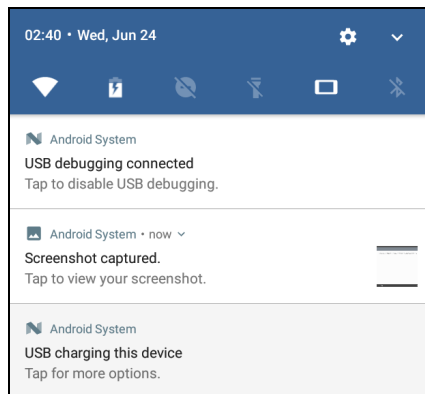 02:40 • Wed, Jun 24
Android System
USB debugging connected
Tap to disable USB debugging.
Android System • now
Screenshot captured.
Tap to view your screenshot.
Android System
USB charging this device
Tap for more options.